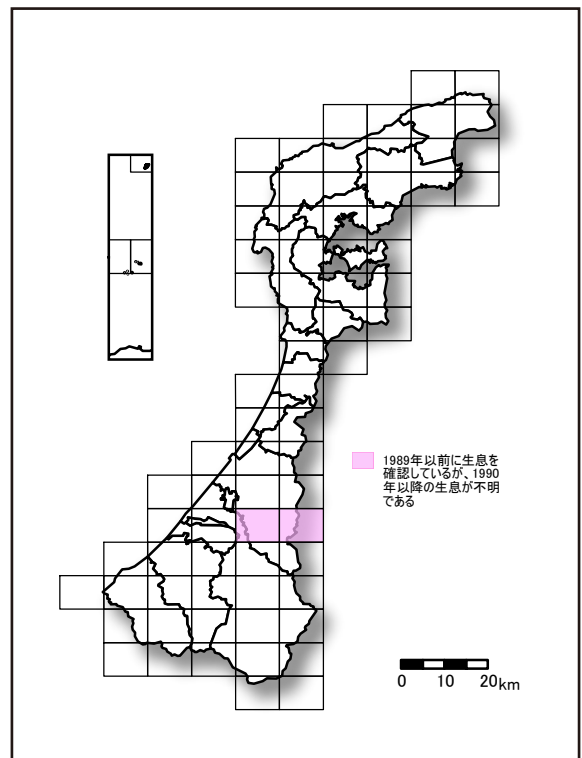 1989年以前に生息を
確認しているが、1990
年以降の生息が不明
である
0 10 20km